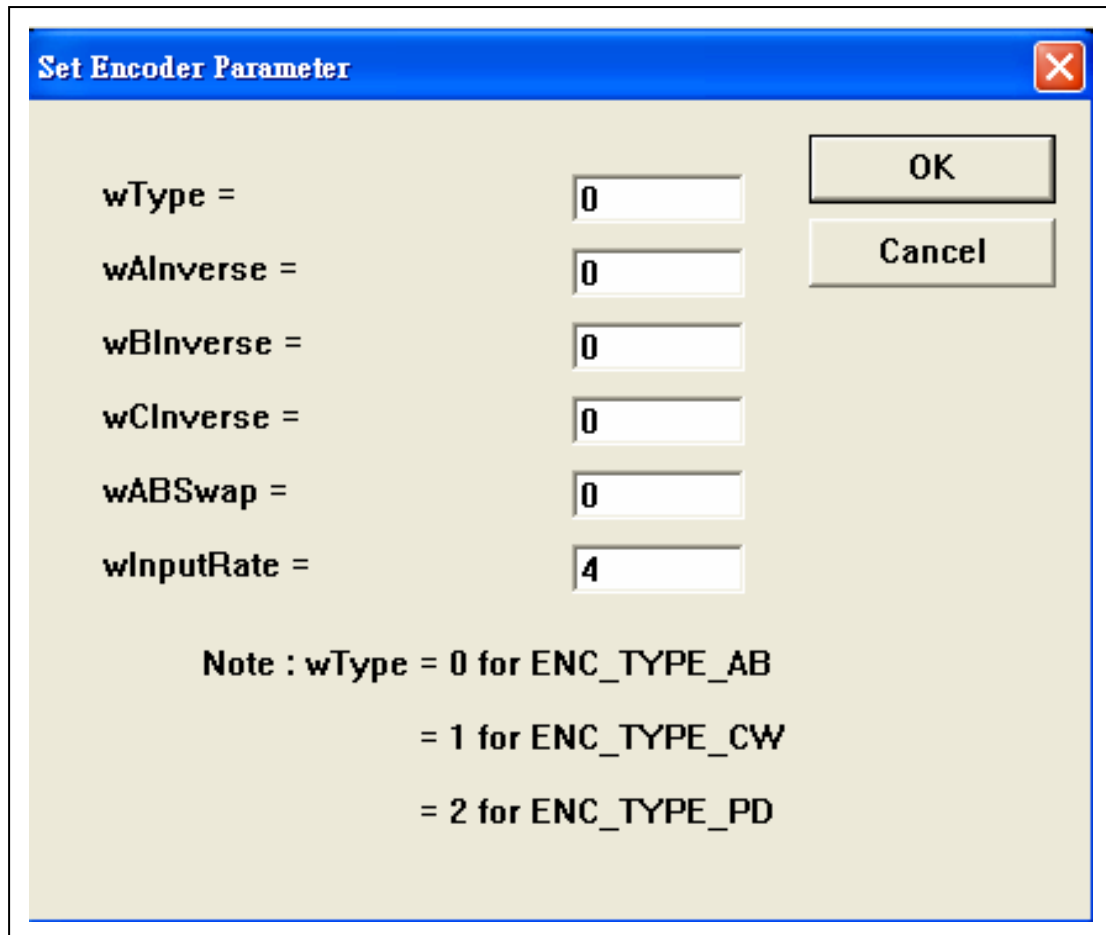 Set Encoder Parameter
OK
Cancel
wType = 0
wAInverse = 0
wBInverse = 0
wCInverse = 0
wABSwap = 0
wInputRate = 4
Note : wType = 0 for ENC_TYPE_AB
= 1 for ENC_TYPE_CW
= 2 for ENC_TYPE_PD